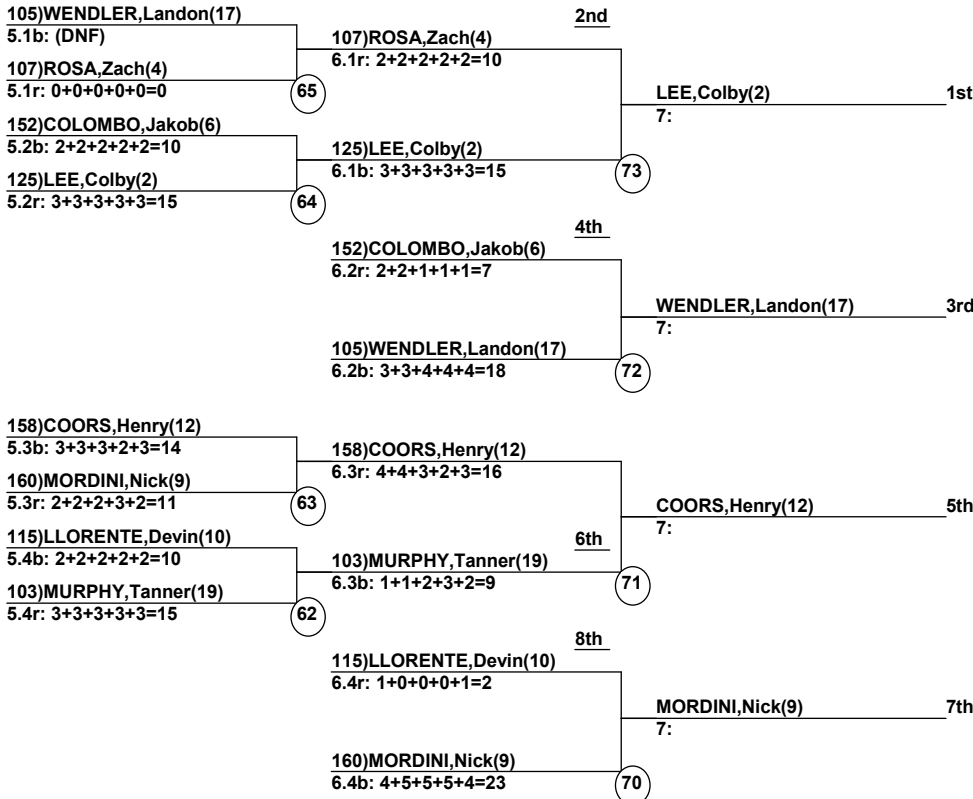 105)WENDLER,Landon(17)
5.1b: (DNF)
107)ROSA,Zach(4)
5.1r: 0+0+0+0+0=0
65
152)COLOMBO,Jakob(6)
5.2b: 2+2+2+2+2=10
125)LEE,Colby(2)
5.2r: 3+3+3+3+3=15
64
2nd
107)ROSA,Zach(4)
6.1r: 2+2+2+2+2=10
125)LEE,Colby(2)
6.1b: 3+3+3+3+3=15
73
LEE,Colby(2)
7:
1st
4th
152)COLOMBO,Jakob(6)
6.2r: 2+2+1+1+1=7
105)WENDLER,Landon(17)
6.2b: 3+3+4+4+4=18
72
WENDLER,Landon(17)
7:
3rd
158)COORS,Henry(12)
5.3b: 3+3+3+2+3=14
160)MORDINI,Nick(9)
5.3r: 2+2+2+3+2=11
63
115)LLORENTE,Devin(10)
5.4b: 2+2+2+2+2=10
103)MURPHY,Tanner(19)
5.4r: 3+3+3+3+3=15
62
158)COORS,Henry(12)
6.3r: 4+4+3+2+3=16
6th
103)MURPHY,Tanner(19)
6.3b: 1+1+2+3+2=9
71
COORS,Henry(12)
7:
5th
8th
115)LLORENTE,Devin(10)
6.4r: 1+0+0+0+1=2
160)MORDINI,Nick(9)
6.4b: 4+5+5+5+4=23
70
MORDINI,Nick(9)
7:
7th